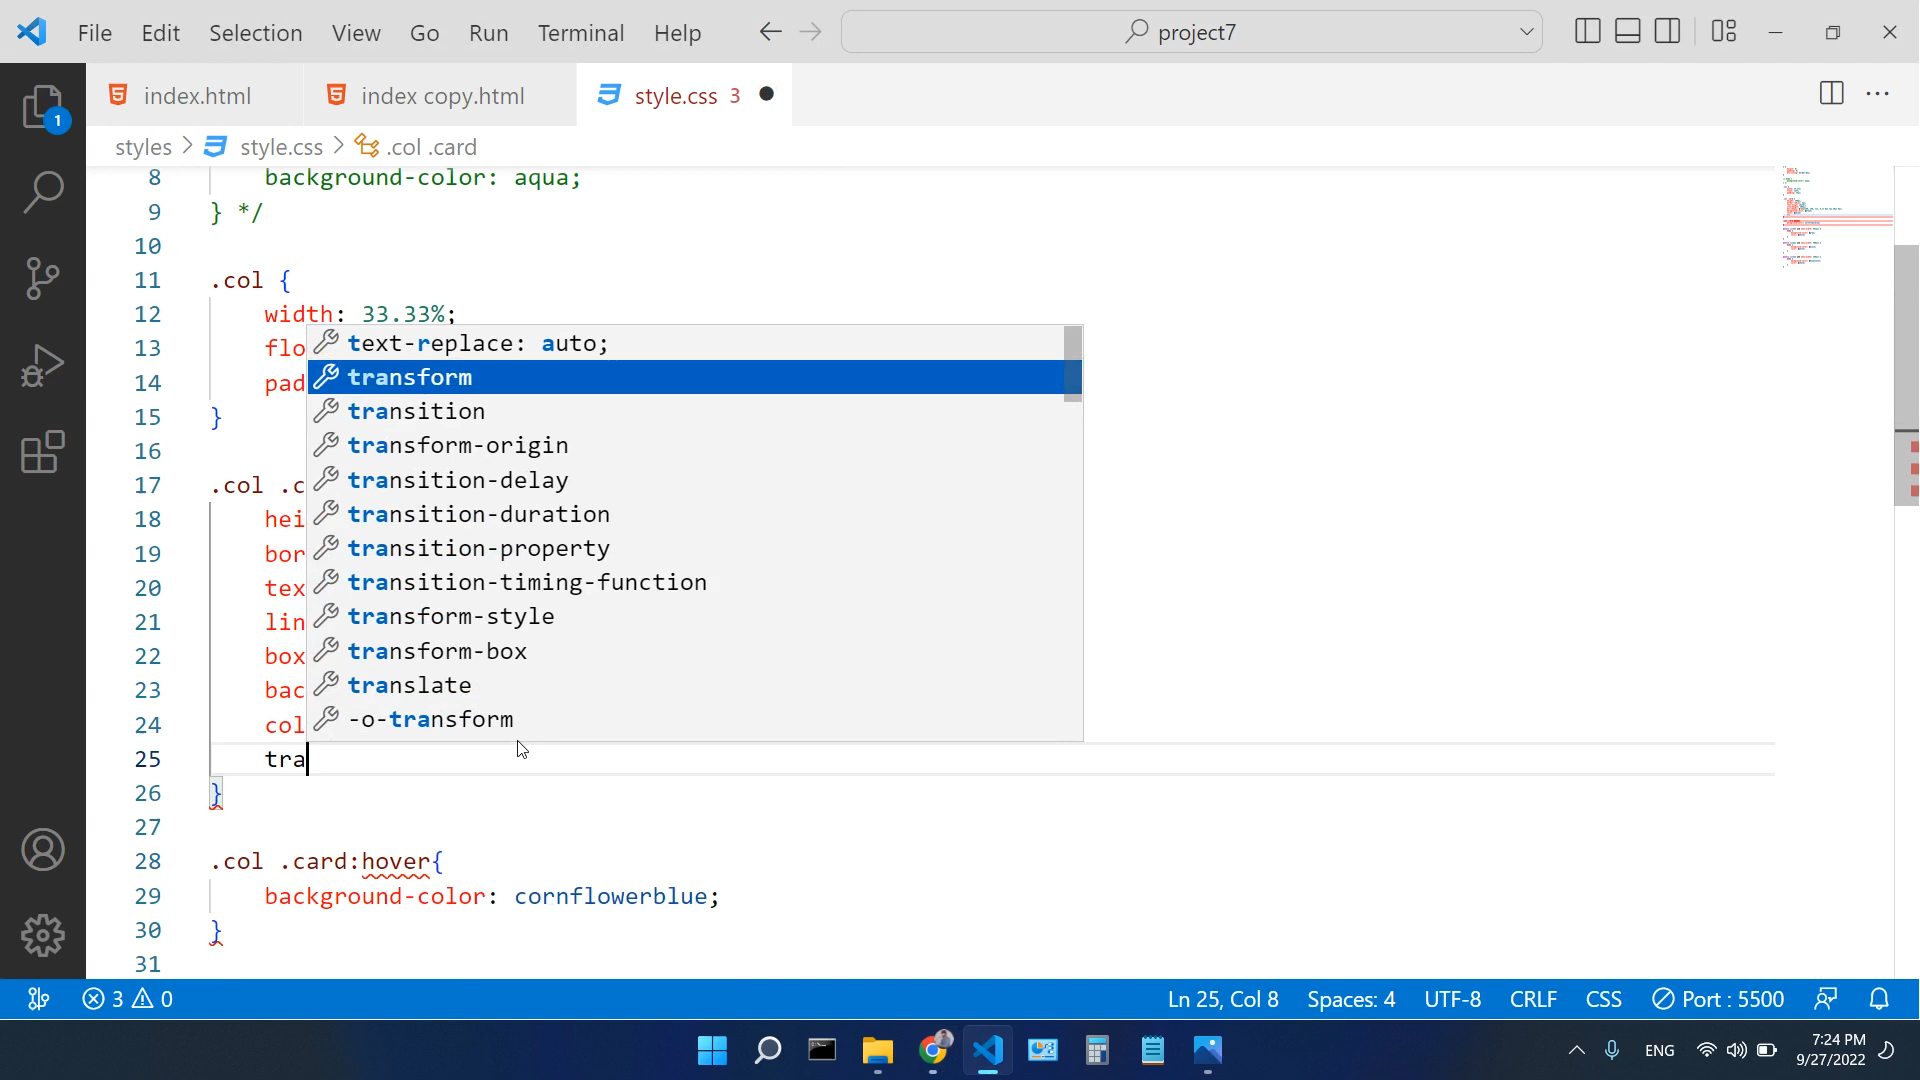 File Edit Selection View Go Run Terminal Help project7
index.html index copy.html style.css 3
1
styles > style.css > .col .card
8 background-color: aqua;
9 } */
10
11 .col {
12 width: 33.33%;
13 flo
14 pad
15 }
16
17 .col .c
18 hei
19 bor
20 tex
21 lin
22 box
23 bac
24 col
25 tra
26 }
27
28 .col .card:hover{
29 background-color: cornflowerblue;
30 }
31
text-replace: auto;
transform
transition
transform-origin
transition-delay
transition-duration
transition-property
transition-timing-function
transform-style
transform-box
translate
-o-transform
3 0 Ln 25, Col 8 Spaces: 4 UTF-8 CRLF CSS Port : 5500
ENG 7:24 PM
9/27/2022